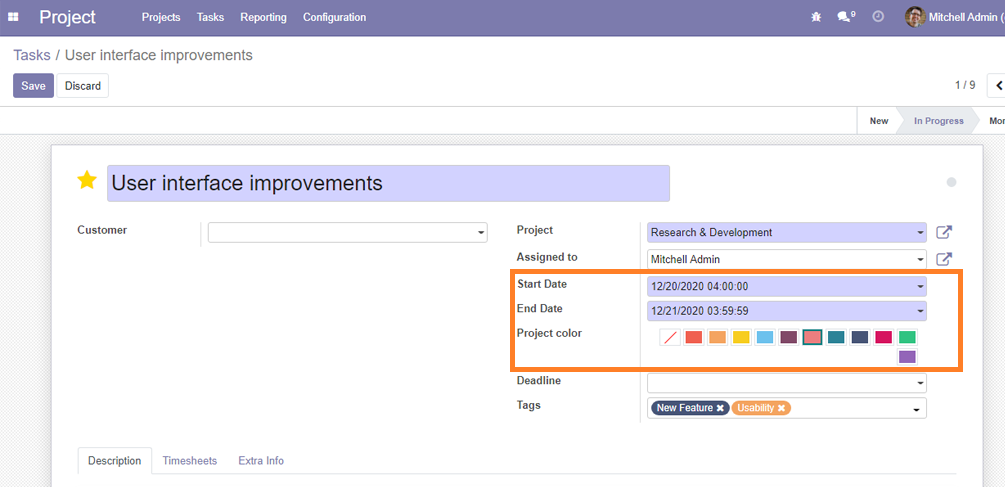 Project Projects Tasks Reporting Configuration 9 Mitchell Admin (
Tasks / User interface improvements
Save Discard 1 / 9
New In Progress Mor
User interface improvements
Customer
Project Research & Development
Assigned to Mitchell Admin
Start Date 12/20/2020 04:00:00
End Date 12/21/2020 03:59:59
Project color
Deadline
Tags New Feature ✖ Usability ✖
Description Timesheets Extra Info